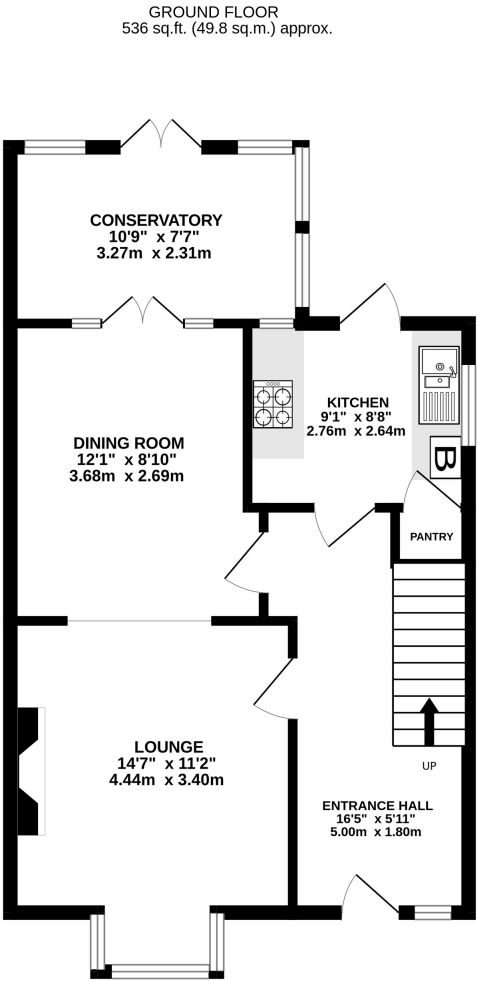 GROUND FLOOR
536 sq.ft. (49.8 sq.m.) approx.
CONSERVATORY
10'9" x 7'7"
3.27m x 2.31m
KITCHEN
9'1" x 8'8"
2.76m x 2.64m
DINING ROOM
12'1" x 8'10"
3.68m x 2.69m
B
PANTRY
LOUNGE
14'7" x 11'2"
4.44m x 3.40m
UP
ENTRANCE HALL
16'5" x 5'11"
5.00m x 1.80m